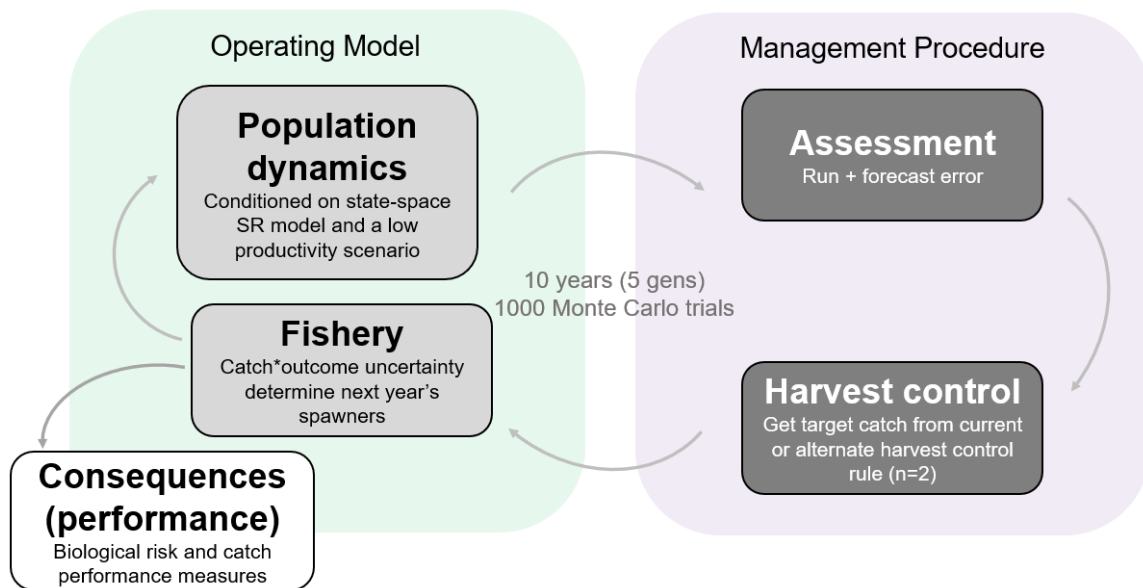 Operating Model
Population
dynamics
Conditioned on state-space
SR model and a low
productivity scenario
Fishery
Catch*outcome uncertainty
determine next year's
spawners
Consequences
(performance)
Biological risk and catch
performance measures
10 years (5 gens)
1000 Monte Carlo trials
Management Procedure
Assessment
Run + forecast error
Harvest control
Get target catch from current
or alternate harvest control
rule (n=2)